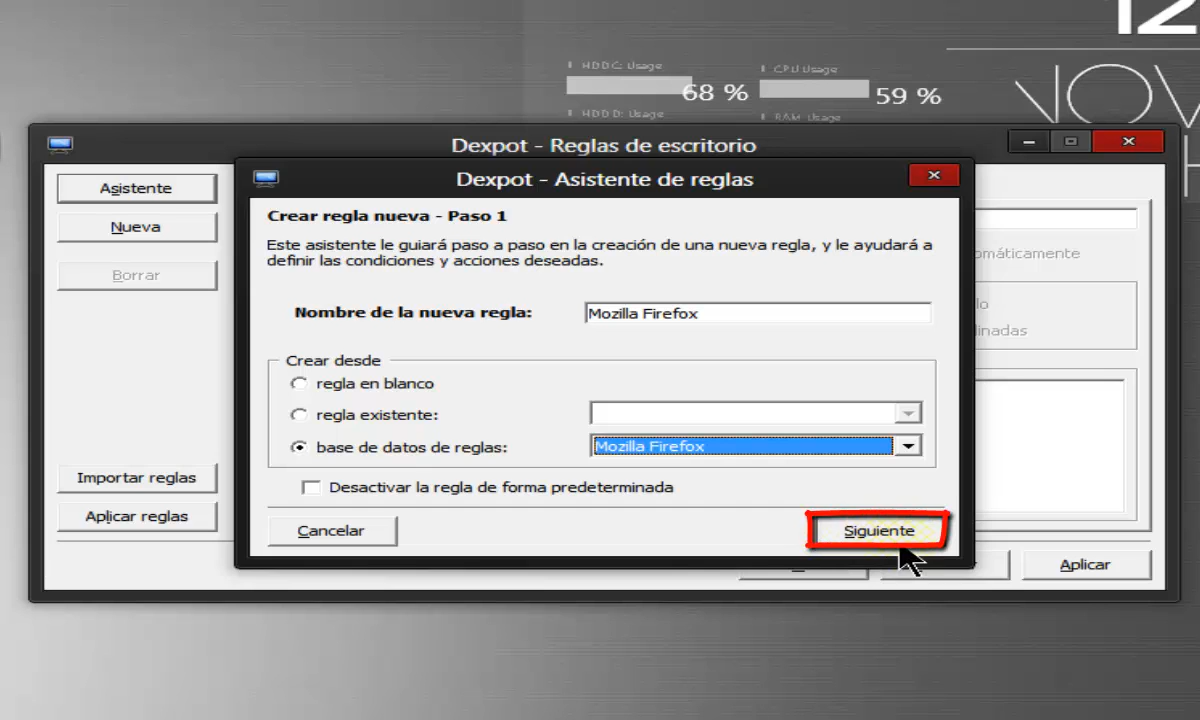 12
HDD C: Usage
68 %
CPU Usage
59 %
HDD D: Usage
RAM Usage
NOV
Dexpot - Reglas de escritorio
Asistente
Nueva
Borrar
Importar reglas
Aplicar reglas
Dexpot - Asistente de reglas
Crear regla nueva - Paso 1
Este asistente le guiará paso a paso en la creación de una nueva regla, y le ayudará a
definir las condiciones y acciones deseadas.
Nombre de la nueva regla:
Mozilla Firefox
Crear desde
regla en blanco
regla existente:
base de datos de reglas:
Mozilla Firefox
Desactivar la regla de forma predeterminada
Cancelar
Siguiente
omáticamente
lo
linadas
Aplicar